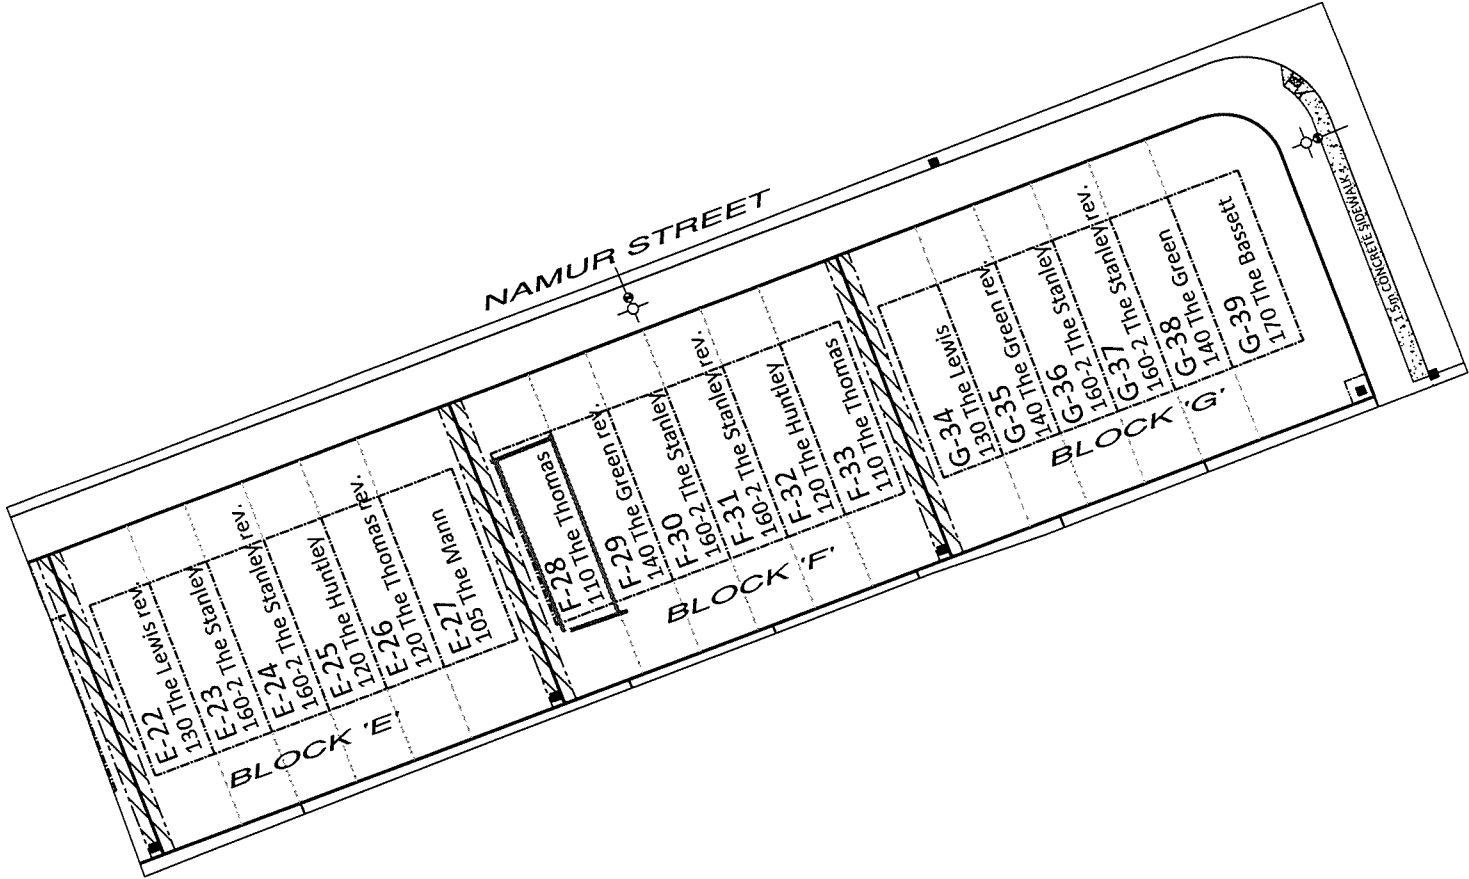 NAMUR STREET
E-22
130 The Lewis rev.
E-23
160-2 The Stanley
E-24
160-2 The Stanley rev.
E-25
120 The Huntley
E-26
120 The Thomas rev.
E-27
105 The Mann
BLOCK 'E'
F-28
110 The Thomas
F-29
140 The Green rev.
F-30
160-2 The Stanley
F-31
160-2 The Stanley rev.
F-32
120 The Huntley
F-33
110 The Thomas
BLOCK 'F'
G-34
130 The Lewis
G-35
140 The Green rev.
G-36
160-2 The Stanley
G-37
160-2 The Stanley rev.
G-38
140 The Green
G-39
170 The Bassett
BLOCK 'G'
1.5m CONCRETE SIDEWALK